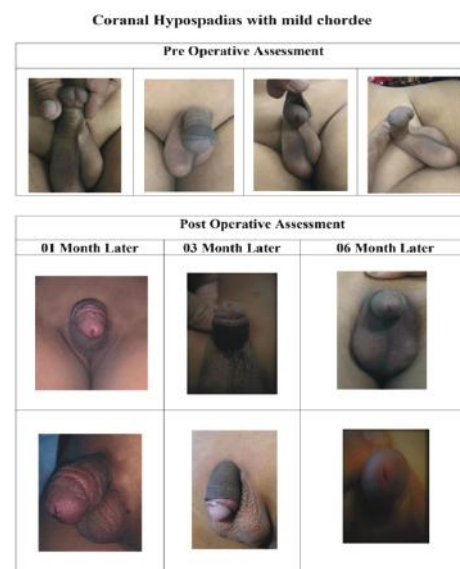 Coranal Hypospadias with mild chordee
Pre Operative Assessment
Post Operative Assessment
01 Month Later 03 Month Later 06 Month Later